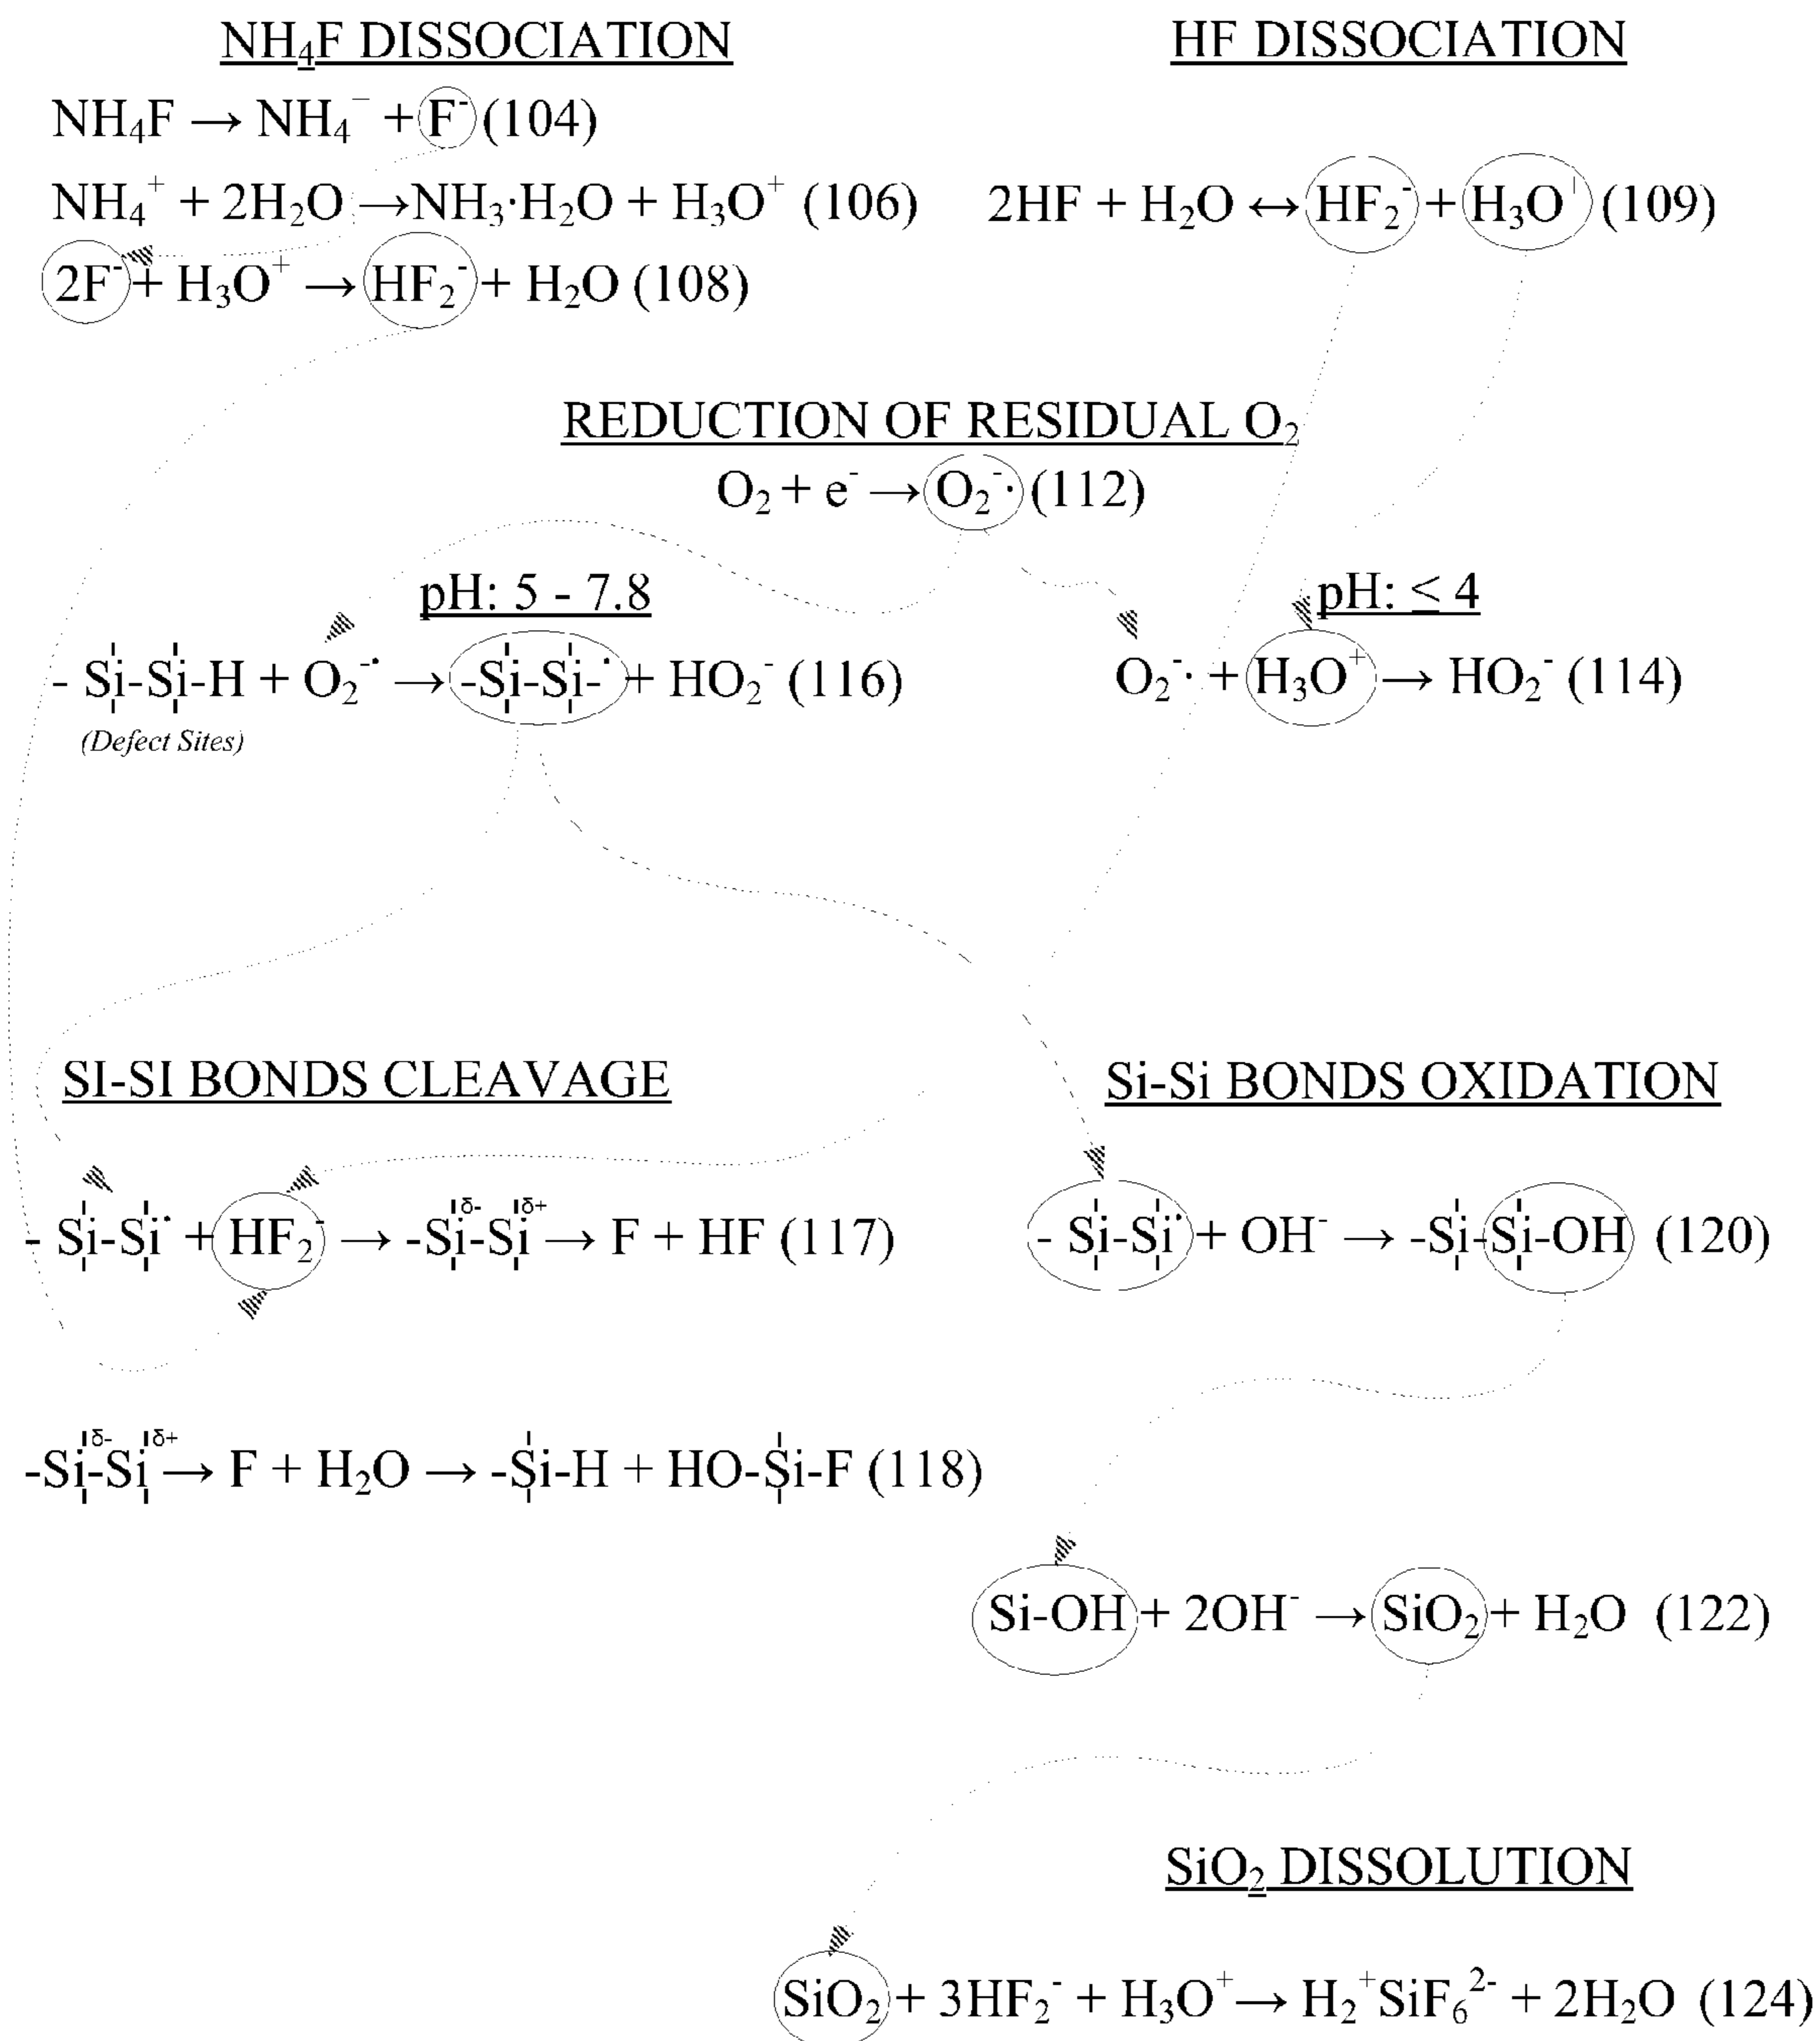 NH₄F DISSOCIATION
NH₄F → NH₄⁻ + F⁻ (104)
NH₄⁺ + 2H₂O → NH₃·H₂O + H₃O⁺ (106)
2F⁻ + H₃O⁺ → HF₂⁻ + H₂O (108)
HF DISSOCIATION
2HF + H₂O ↔ HF₂⁻ + H₃O⁺ (109)
REDUCTION OF RESIDUAL O₂
O₂ + e⁻ → O₂⁻· (112)
pH: 5 - 7.8
- Si-Si-H + O₂⁻· → -Si-Si-· + HO₂⁻ (116)
(Defect Sites)
pH: ≤ 4
O₂⁻· + H₃O⁺ → HO₂⁻ (114)
SI-SI BONDS CLEAVAGE
- Si-Si· + HF₂⁻ → -Siδ⁻-Siδ⁺ → F + HF (117)
-Siδ⁻-Siδ⁺ → F + H₂O → -Si-H + HO-Si-F (118)
Si-Si BONDS OXIDATION
- Si-Si· + OH⁻ → -Si-Si-OH (120)
Si-OH + 2OH⁻ → SiO₂ + H₂O (122)
SiO₂ DISSOLUTION
SiO₂ + 3HF₂⁻ + H₃O⁺ → H₂⁺SiF₆²⁻ + 2H₂O (124)